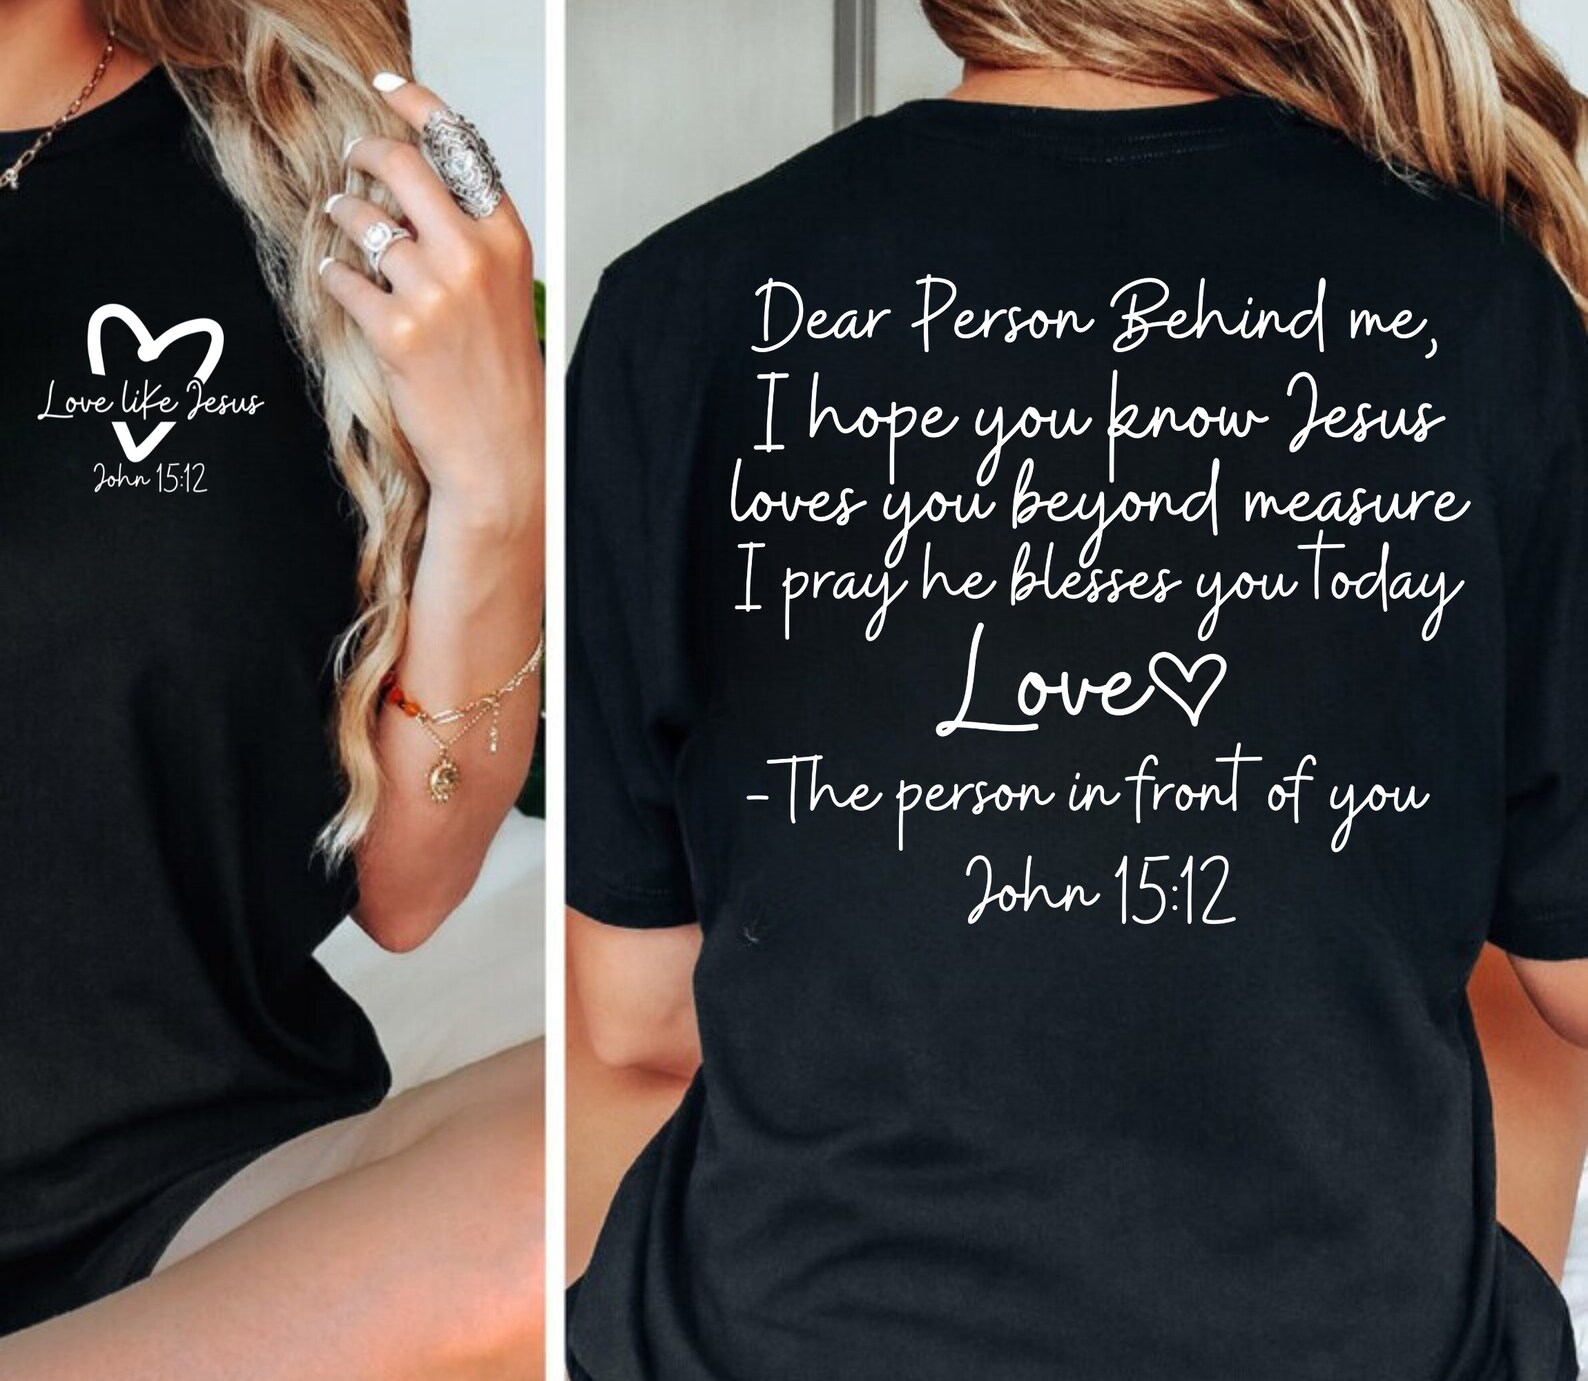 Love like Jesus
John 15:12
Dear Person Behind me,
I hope you know Jesus
loves you beyond measure
I pray he blesses you today
Love♡
-The person in front of you
John 15:12